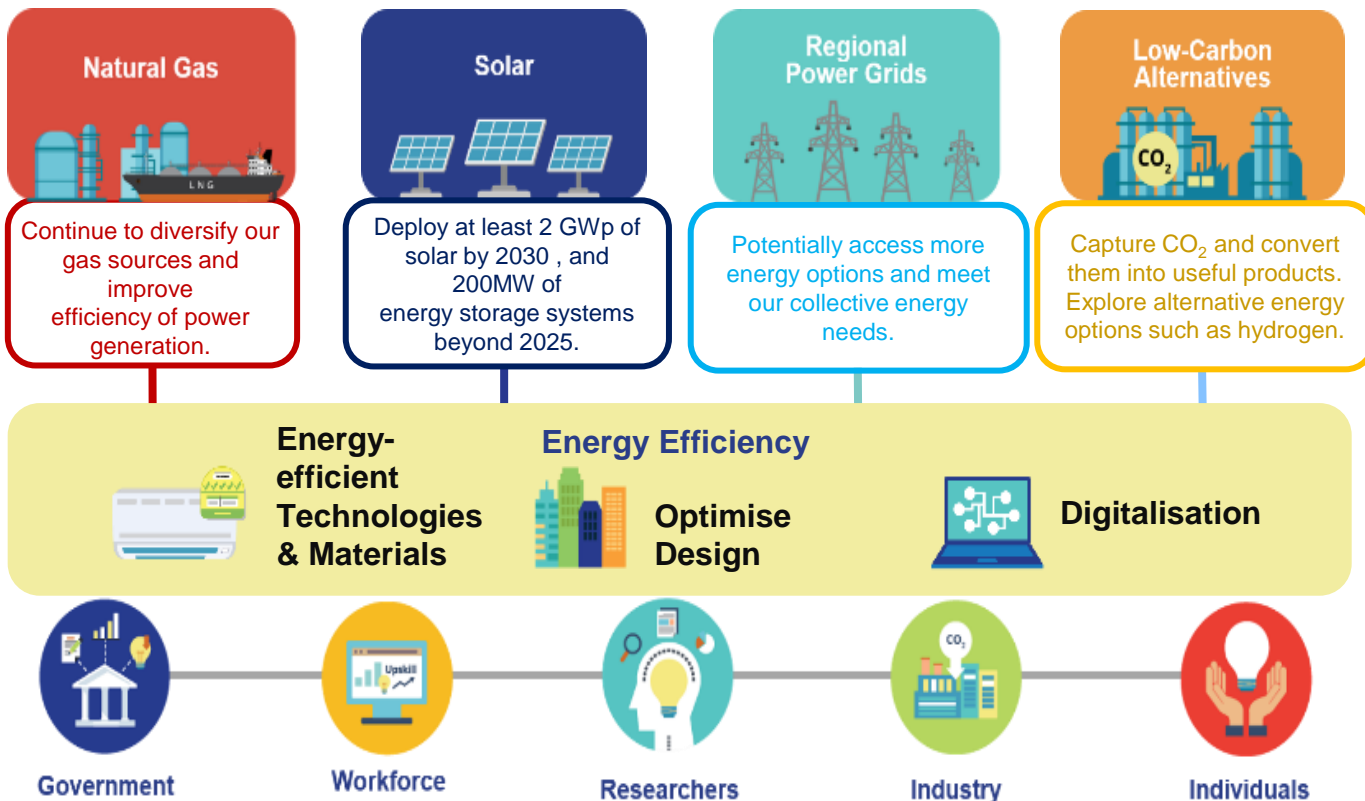 Natural Gas
LNG
Continue to diversify our
gas sources and
improve
efficiency of power
generation.
Solar
Deploy at least 2 GWp of
solar by 2030 , and
200MW of
energy storage systems
beyond 2025.
Regional
Power Grids
Potentially access more
energy options and meet
our collective energy
needs.
Low-Carbon
Alternatives
CO₂
Capture CO₂ and convert
them into useful products.
Explore alternative energy
options such as hydrogen.
Energy Efficiency
Energy-
efficient
Technologies
& Materials
Optimise
Design
Digitalisation
Upskill
CO₂
Government
Workforce
Researchers
Industry
Individuals